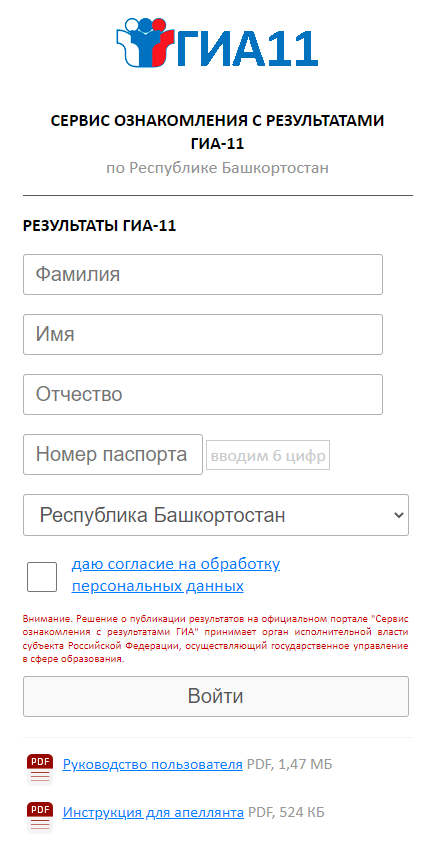 ГИА11
СЕРВИС ОЗНАКОМЛЕНИЯ С РЕЗУЛЬТАТАМИ
ГИА-11
по Республике Башкортостан
РЕЗУЛЬТАТЫ ГИА-11
Фамилия
Имя
Отчество
Номер паспорта вводим 6 цифр
Республика Башкортостан
даю согласие на обработку
персональных данных
Внимание. Решение о публикации результатов на официальном портале "Сервис
ознакомления с результатами ГИА" принимает орган исполнительной власти
субъекта Российской Федерации, осуществляющий государственное управление
в сфере образования.
Войти
PDF Руководство пользователя PDF, 1,47 МБ
PDF Инструкция для апеллянта PDF, 524 КБ